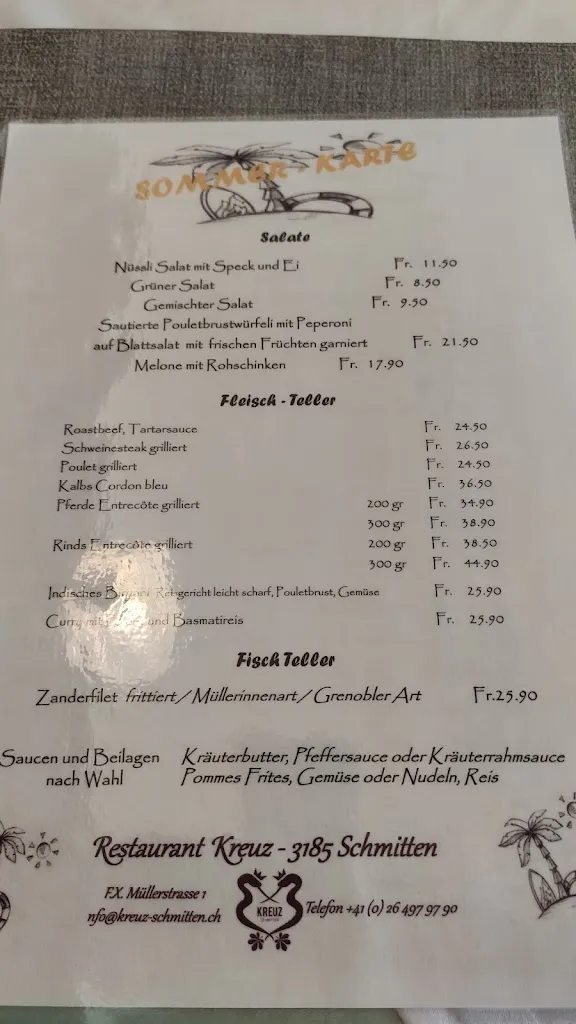 SOMMER - KARTE
Salate
Nüssli Salat mit Speck und Ei Fr. 11.50
Grüner Salat Fr. 8.50
Gemischter Salat Fr. 9.50
Sautierte Pouletbrustwürfeli mit Peperoni
auf Blattsalat mit frischen Früchten garniert Fr. 21.50
Melone mit Rohschinken Fr. 17.90
Fleisch - Teller
Roastbeef, Tartarsauce Fr. 24.50
Schweinesteak grilliert Fr. 26.50
Poulet grilliert Fr. 24.50
Kalbs Cordon bleu Fr. 36.50
Pferde Entrecôte grilliert 200 gr Fr. 34.90
300 gr Fr. 38.90
Rinds Entrecôte grilliert 200 gr Fr. 38.50
300 gr Fr. 44.90
Indisches Reisgericht leicht scharf, Pouletbrust, Gemüse Fr. 25.90
Curry mit und Basmatireis Fr. 25.90
Fisch Teller
Zanderfilet frittiert / Müllerinnenart / Grenobler Art Fr.25.90
Saucen und Beilagen Kräuterbutter, Pfeffersauce oder Kräuterrahmsauce
nach Wahl Pommes Frites, Gemüse oder Nudeln, Reis
Restaurant Kreuz - 3185 Schmitten
F.X. Müllerstrasse 1
nfo@kreuz-schmitten.ch
KREUZ
Telefon +41 (0) 26 497 97 90